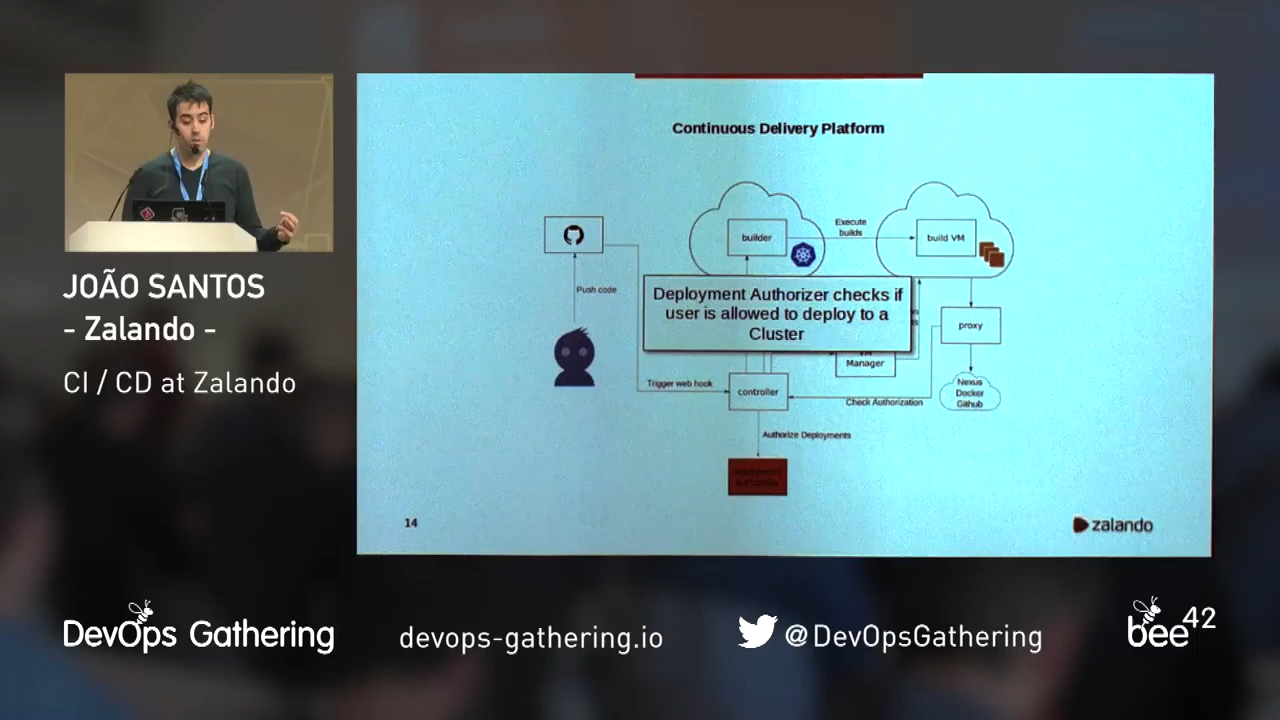 JOÃO SANTOS
- Zalando -
CI / CD at Zalando
Continuous Delivery Platform
builder
Execute
builds
build VM
Push code
Deployment Authorizer checks if
user is allowed to deploy to a
Cluster
proxy
Manager
Trigger web hook
controller
Check Authorization
Nexus
Docker
Github
Authorize Deployments
14
zalando
DevOps Gathering
devops-gathering.io
@DevOpsGathering
bee42